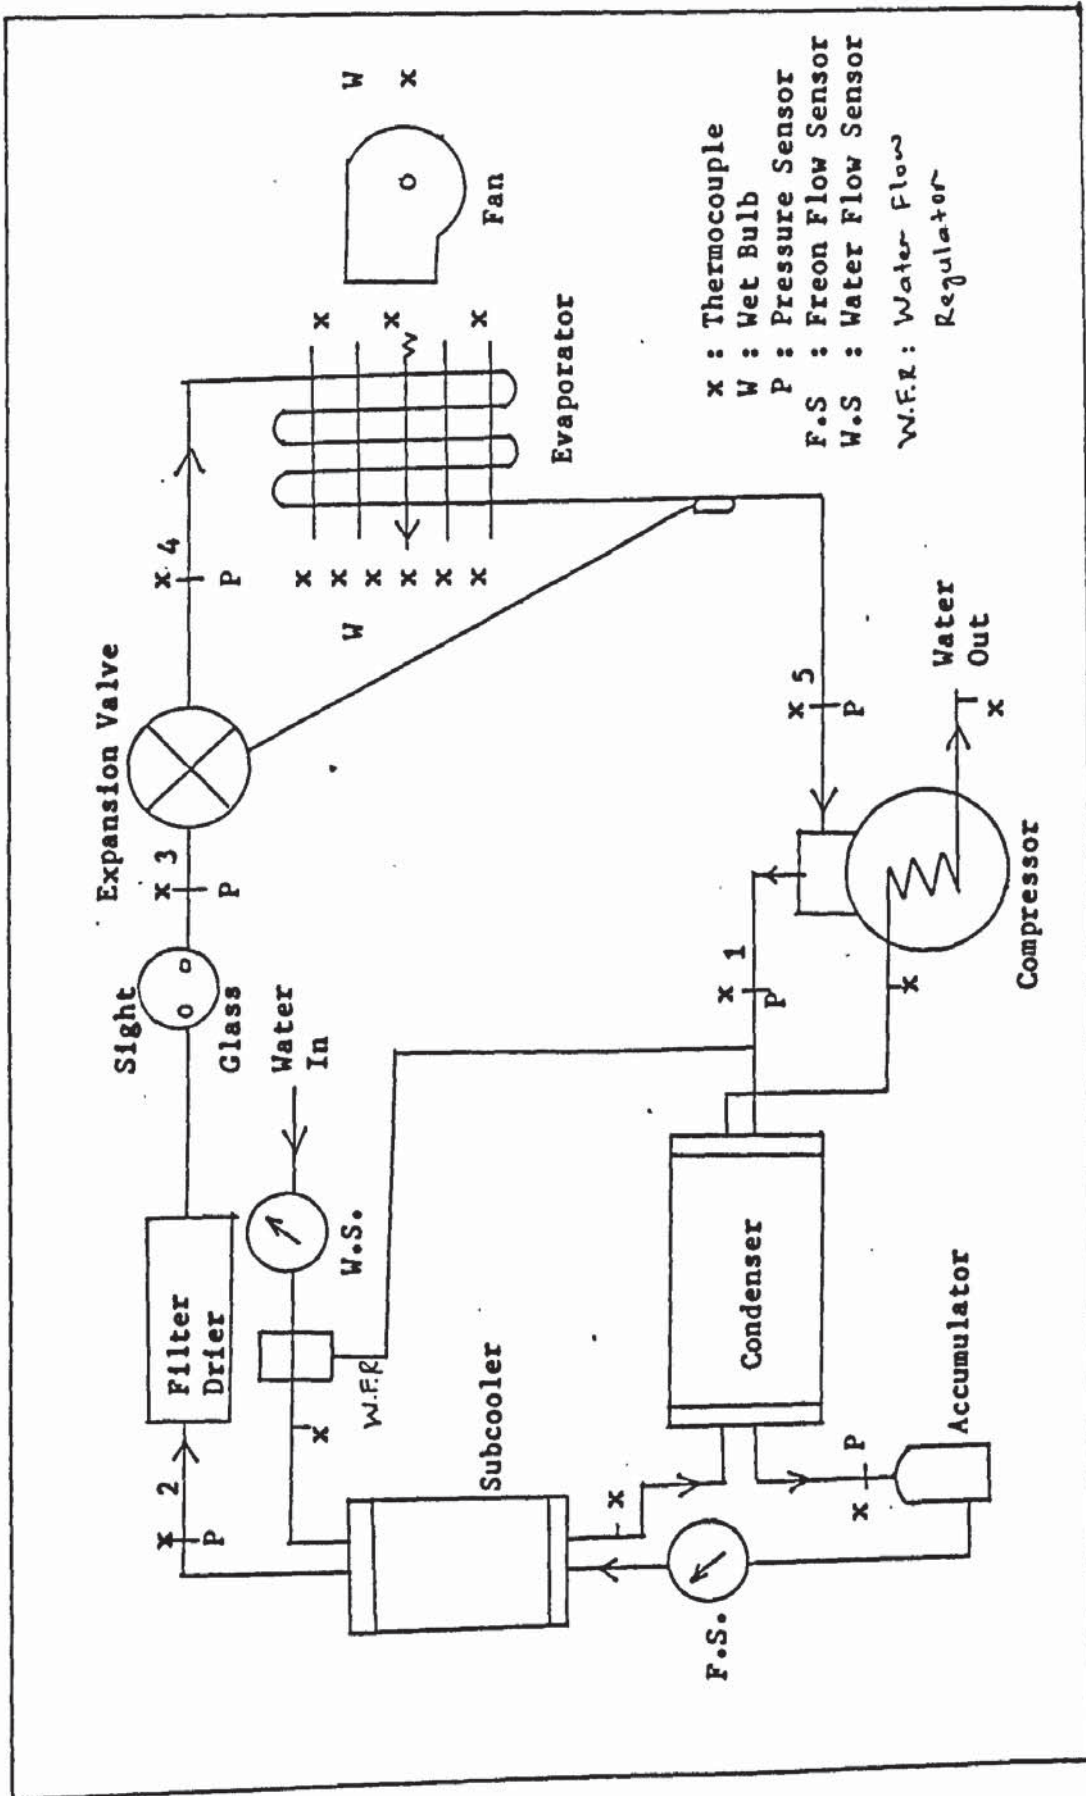 Expansion Valve
x 4
P
x 3
P
Sight
Glass
Filter
Drier
x 2
P
Water
In
W.S.
W.F.R
x
Subcooler
x
F.S.
Condenser
x P
Accumulator
x 1
P
x
Compressor
Water
Out
x
x 5
P
Evaporator
W
x
x
x
x
x
x
W
x
x
x
Fan
W
x
x : Thermocouple
W : Wet Bulb
P : Pressure Sensor
F.S : Freon Flow Sensor
W.S : Water Flow Sensor
W.F.R : Water Flow
Regulator